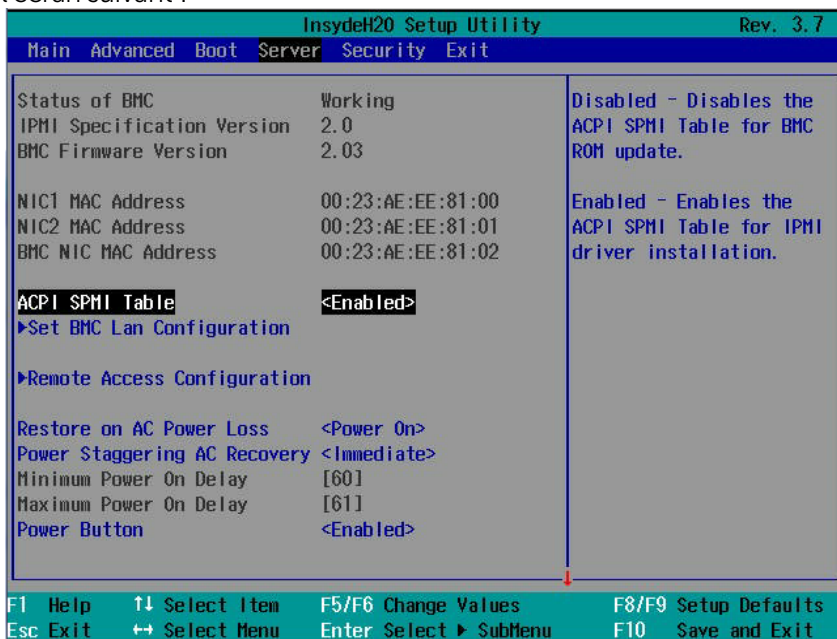 InsydeH20 Setup Utility Rev. 3.7
Main Advanced Boot Server Security Exit
Status of BMC Working
IPMI Specification Version 2.0
BMC Firmware Version 2.03
NIC1 MAC Address 00:23:AE:EE:81:00
NIC2 MAC Address 00:23:AE:EE:81:01
BMC NIC MAC Address 00:23:AE:EE:81:02
ACPI SPMI Table <Enabled>
▶Set BMC Lan Configuration
▶Remote Access Configuration
Restore on AC Power Loss <Power On>
Power Staggering AC Recovery <Immediate>
Minimum Power On Delay [60]
Maximum Power On Delay [61]
Power Button <Enabled>
Disabled - Disables the
ACPI SPMI Table for BMC
ROM update.
Enabled - Enables the
ACPI SPMI Table for IPMI
driver installation.
F1 Help ↑↓ Select Item F5/F6 Change Values F8/F9 Setup Defaults
Esc Exit ↔ Select Menu Enter Select ▶ SubMenu F10 Save and Exit